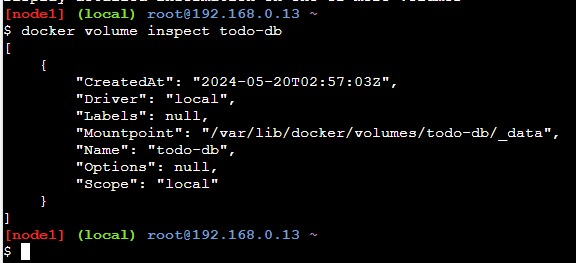 [node1] (local) root@192.168.0.13 ~
$ docker volume inspect todo-db
[
    {
        "CreatedAt": "2024-05-20T02:57:03Z",
        "Driver": "local",
        "Labels": null,
        "Mountpoint": "/var/lib/docker/volumes/todo-db/_data",
        "Name": "todo-db",
        "Options": null,
        "Scope": "local"
    }
]
[node1] (local) root@192.168.0.13 ~
$